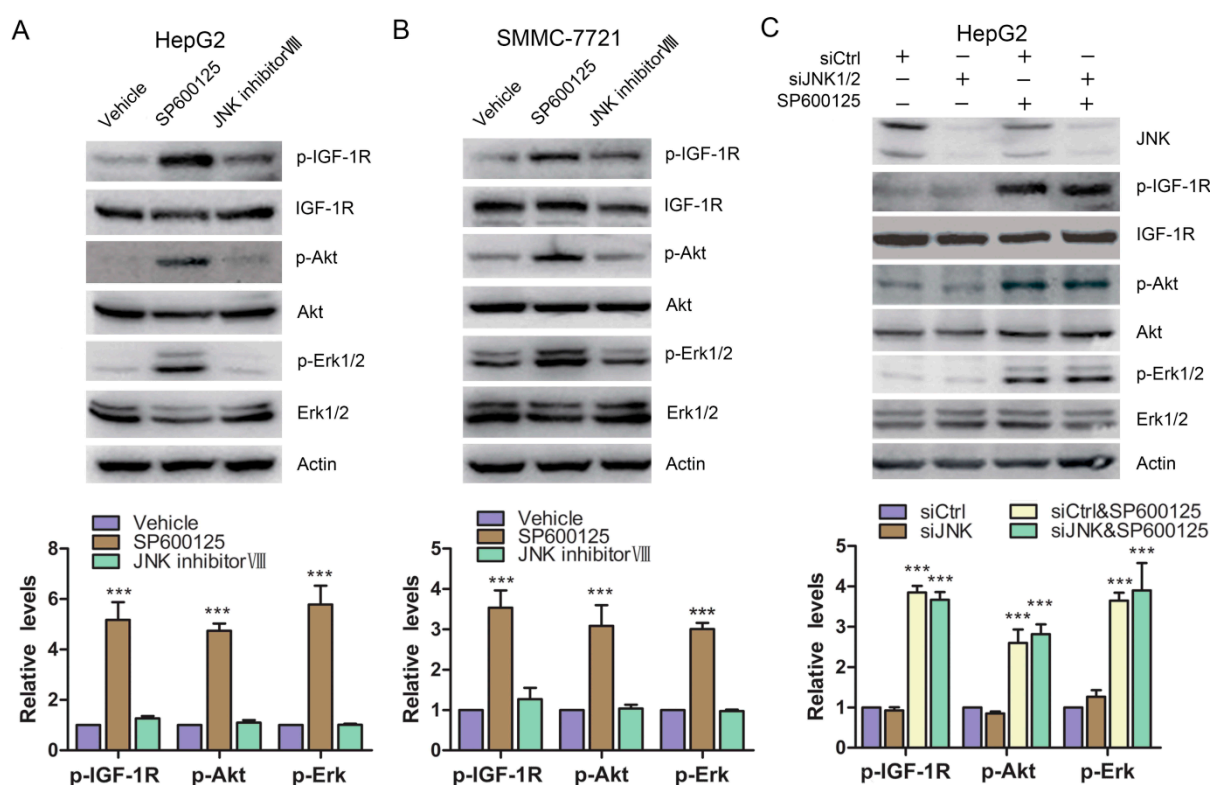 A
HepG2
Vehicle
SP600125
JNK inhibitorⅧ
p-IGF-1R
IGF-1R
p-Akt
Akt
p-Erk1/2
Erk1/2
Actin
Vehicle
SP600125
JNK inhibitorⅧ
Relative levels
8
6
4
2
0
***
***
***
p-IGF-1R
p-Akt
p-Erk
B
SMMC-7721
Vehicle
SP600125
JNK inhibitorⅧ
p-IGF-1R
IGF-1R
p-Akt
Akt
p-Erk1/2
Erk1/2
Actin
Vehicle
SP600125
JNK inhibitorⅧ
Relative levels
5
4
3
2
1
0
***
***
***
p-IGF-1R
p-Akt
p-Erk
C
HepG2
siCtrl + − + −
siJNK1/2 − + − +
SP600125 − − + +
JNK
p-IGF-1R
IGF-1R
p-Akt
Akt
p-Erk1/2
Erk1/2
Actin
siCtrl
siCtrl&SP600125
siJNK
siJNK&SP600125
Relative levels
5
4
3
2
1
0
***
***
***
***
***
***
p-IGF-1R
p-Akt
p-Erk